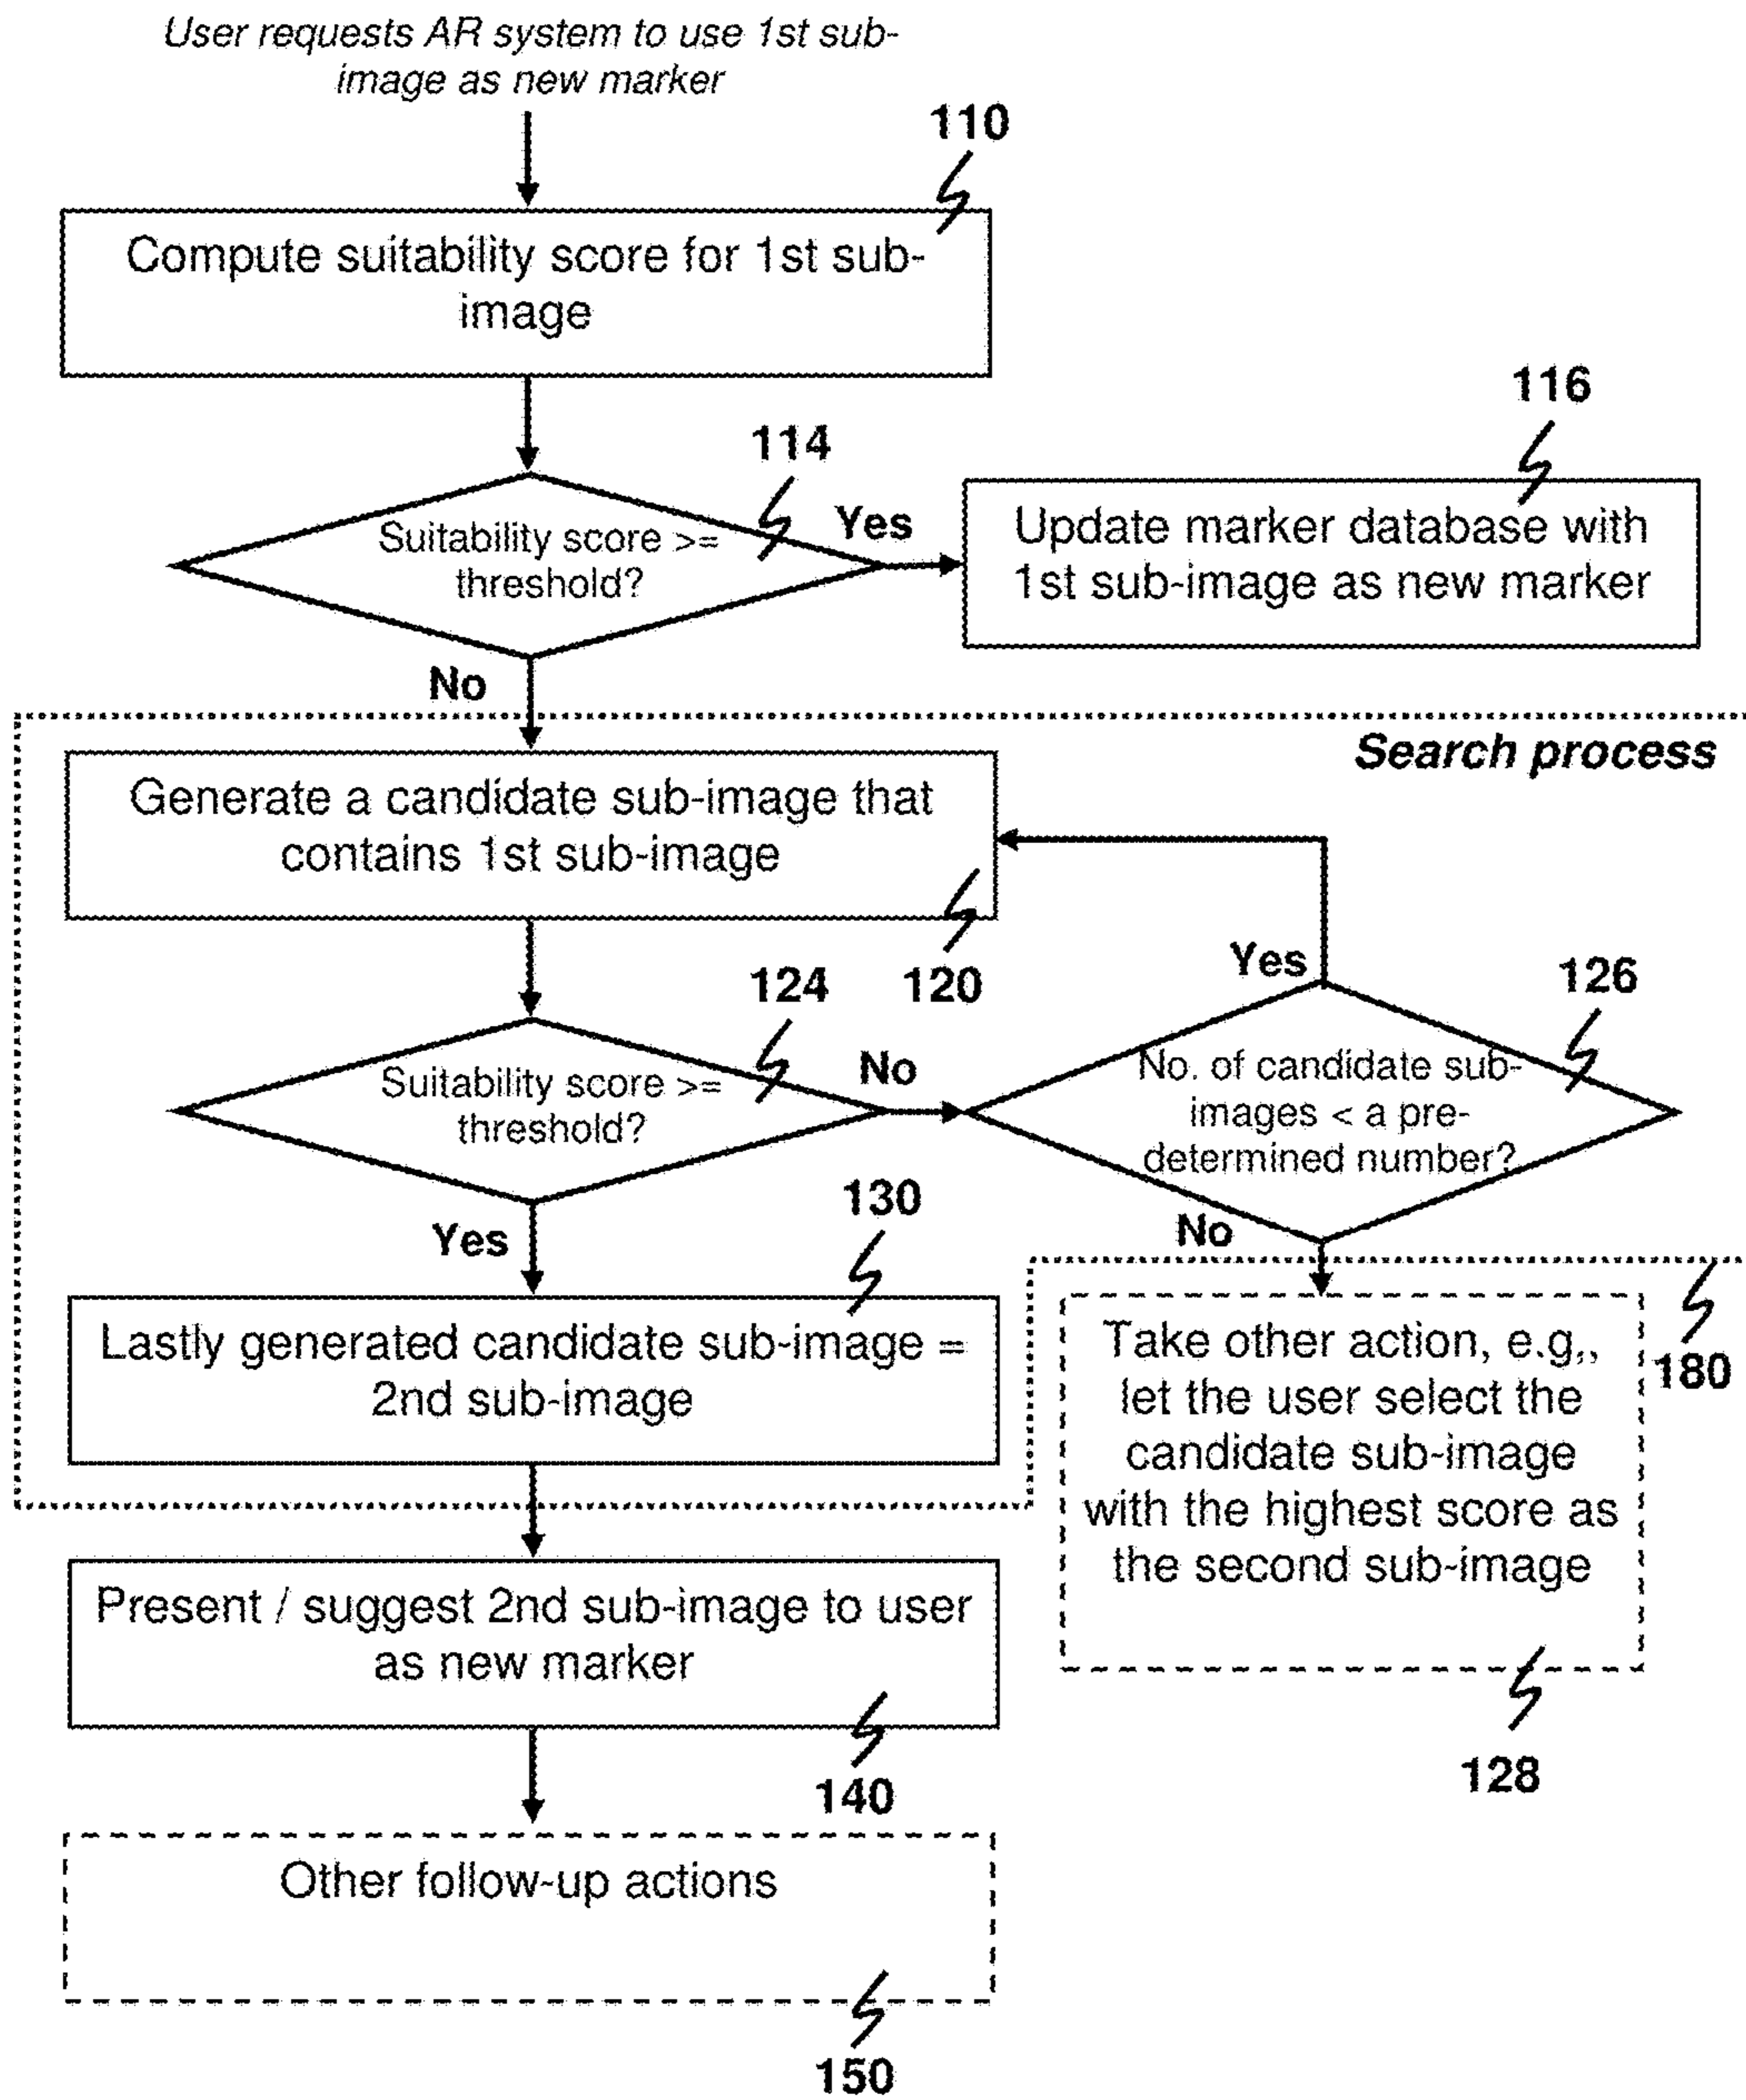 User requests AR system to use 1st sub-
image as new marker
110
Compute suitability score for 1st sub-
image
116
114
Suitability score >=
threshold?
Yes
Update marker database with
1st sub-image as new marker
No
Search process
Generate a candidate sub-image that
contains 1st sub-image
120
Yes
126
124
Suitability score >=
threshold?
No
No. of candidate sub-
images < a pre-
determined number?
130
Yes
No
Lastly generated candidate sub-image =
2nd sub-image
180
Take other action, e.g.,
let the user select the
candidate sub-image
with the highest score as
the second sub-image
128
Present / suggest 2nd sub-image to user
as new marker
140
Other follow-up actions
150